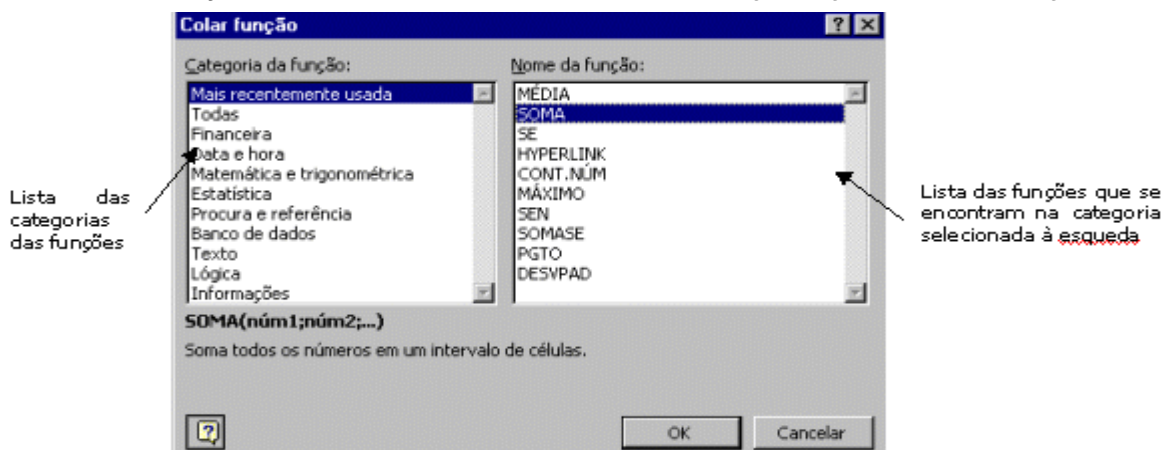 Colar função
Categoria da função:
Mais recentemente usada
Todas
Financeira
Data e hora
Matemática e trigonométrica
Estatística
Procura e referência
Banco de dados
Texto
Lógica
Informações
Nome da função:
MÉDIA
SOMA
SE
HYPERLINK
CONT.NÚM
MÁXIMO
SEN
SOMASE
PGTO
DESVPAD
SOMA(núm1;núm2;...)
Soma todos os números em um intervalo de células.
OK
Cancelar
Lista das
categorias
das funções
Lista das funções que se
encontram na categoria
selecionada à esqueda